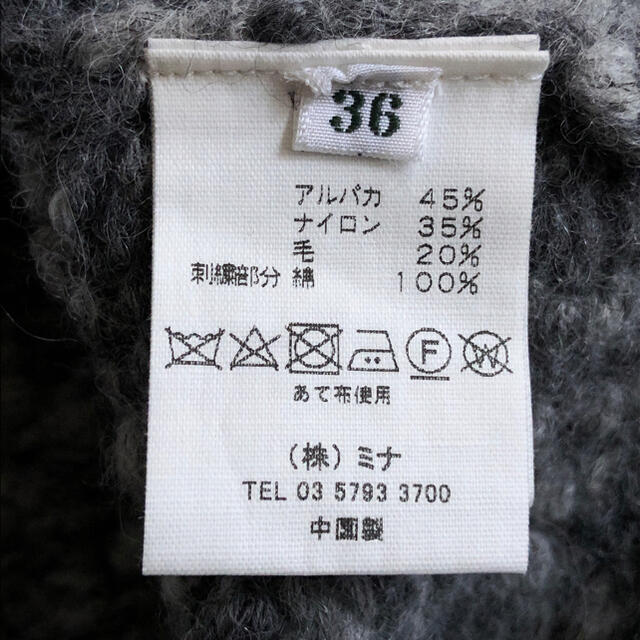 36
アルパカ 45%
ナイロン 35%
毛 20%
刺繍部分 綿 100%
F
W
あて布使用
(株)ミナ
TEL 03 5793 3700
中国製